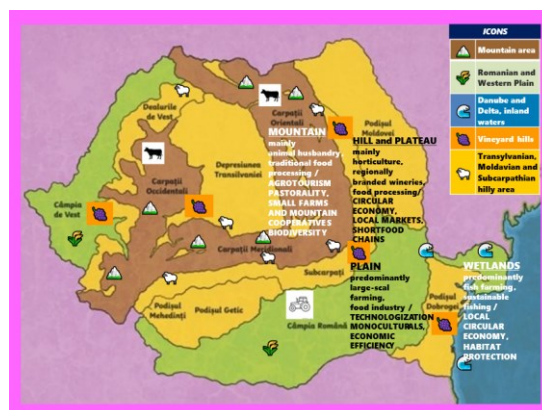 ICONS
Mountain area
Romanian and
Western Plain
Danube and
Delta, inland
waters
Vineyard hills
Transylvanian,
Moldavian and
Subcarpathian
hilly area
Dealurile
de Vest
Carpații
Orientali
Podișul
Moldovei
MOUNTAIN
mainly
animal husbandry,
traditional food
processing /
AGROTOURISM
PASTORALITY,
SMALL FARMS
AND MOUNTAIN
COOPERATIVES
BIODIVERSITY
HILL and PLATEAU
mainly
horticulture,
regionally
branded wineries,
food processing/
CIRCULAR
ECONOMY,
LOCAL MARKETS,
SHORTFOOD
CHAINS
Depresiunea
Transilvaniei
Carpații
Occidentali
Câmpia
de Vest
Carpații Meridionali
Subcarpați
PLAIN
predominantly
large-scal
farming,
food industry /
TECHNOLOGIZATION
MONOCULTURALS,
ECONOMIC
EFFICIENCY
WETLANDS
predominantly
fish farming,
sustainable
fishing /
LOCAL
CIRCULAR
ECONOMY,
HABITAT
PROTECTION
Podișul
Mehedinți
Podișul Getic
Câmpia Română
Podișul
Dobrogei